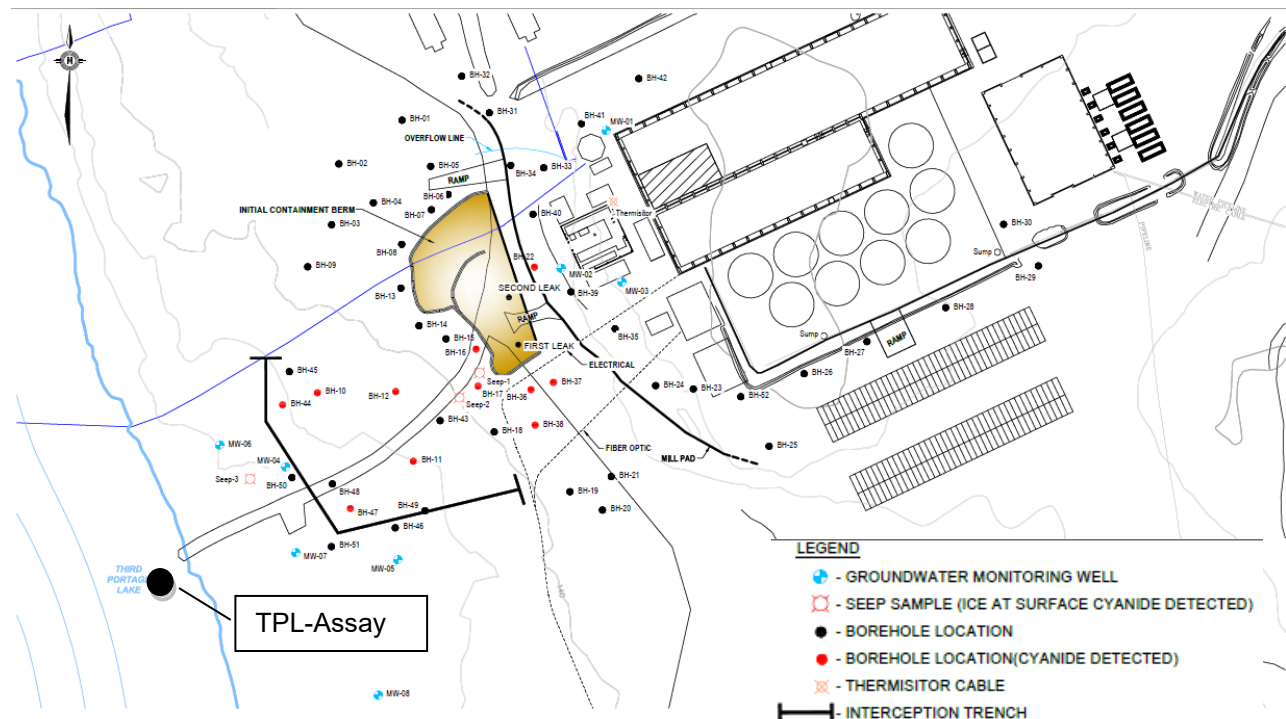 N
BH-32
BH-42
BH-31
BH-01
BH-41
MW-01
OVERFLOW LINE
BH-02
BH-05
BH-34
BH-33
RAMP
BH-06
BH-04
BH-07
INITIAL CONTAINMENT BERM
BH-40
Thermisitor
BH-03
BH-30
BH-08
Sump
BH-09
BH-22
MW-02
BH-29
SECOND LEAK
MW-03
BH-39
BH-13
BH-28
RAMP
BH-14
BH-15
BH-35
Sump
FIRST LEAK
BH-27
RAMP
BH-16
ELECTRICAL
Seep-1
BH-45
BH-26
BH-10
BH-12
BH-17
BH-36
BH-37
BH-24
BH-23
BH-52
BH-44
Seep-2
BH-43
BH-18
BH-38
MW-06
FIBER OPTIC
MILL PAD
BH-25
MW-04
BH-11
Seep-3
BH-50
BH-48
BH-21
BH-19
BH-47
BH-49
BH-20
BH-46
BH-51
MW-07
MW-05
THIRD
PORTAGE
LAKE
TPL-Assay
MW-08
140
WATER PIPELINE
PIPELINE
LEGEND
- GROUNDWATER MONITORING WELL
- SEEP SAMPLE (ICE AT SURFACE CYANIDE DETECTED)
- BOREHOLE LOCATION
- BOREHOLE LOCATION(CYANIDE DETECTED)
- THERMISITOR CABLE
- INTERCEPTION TRENCH